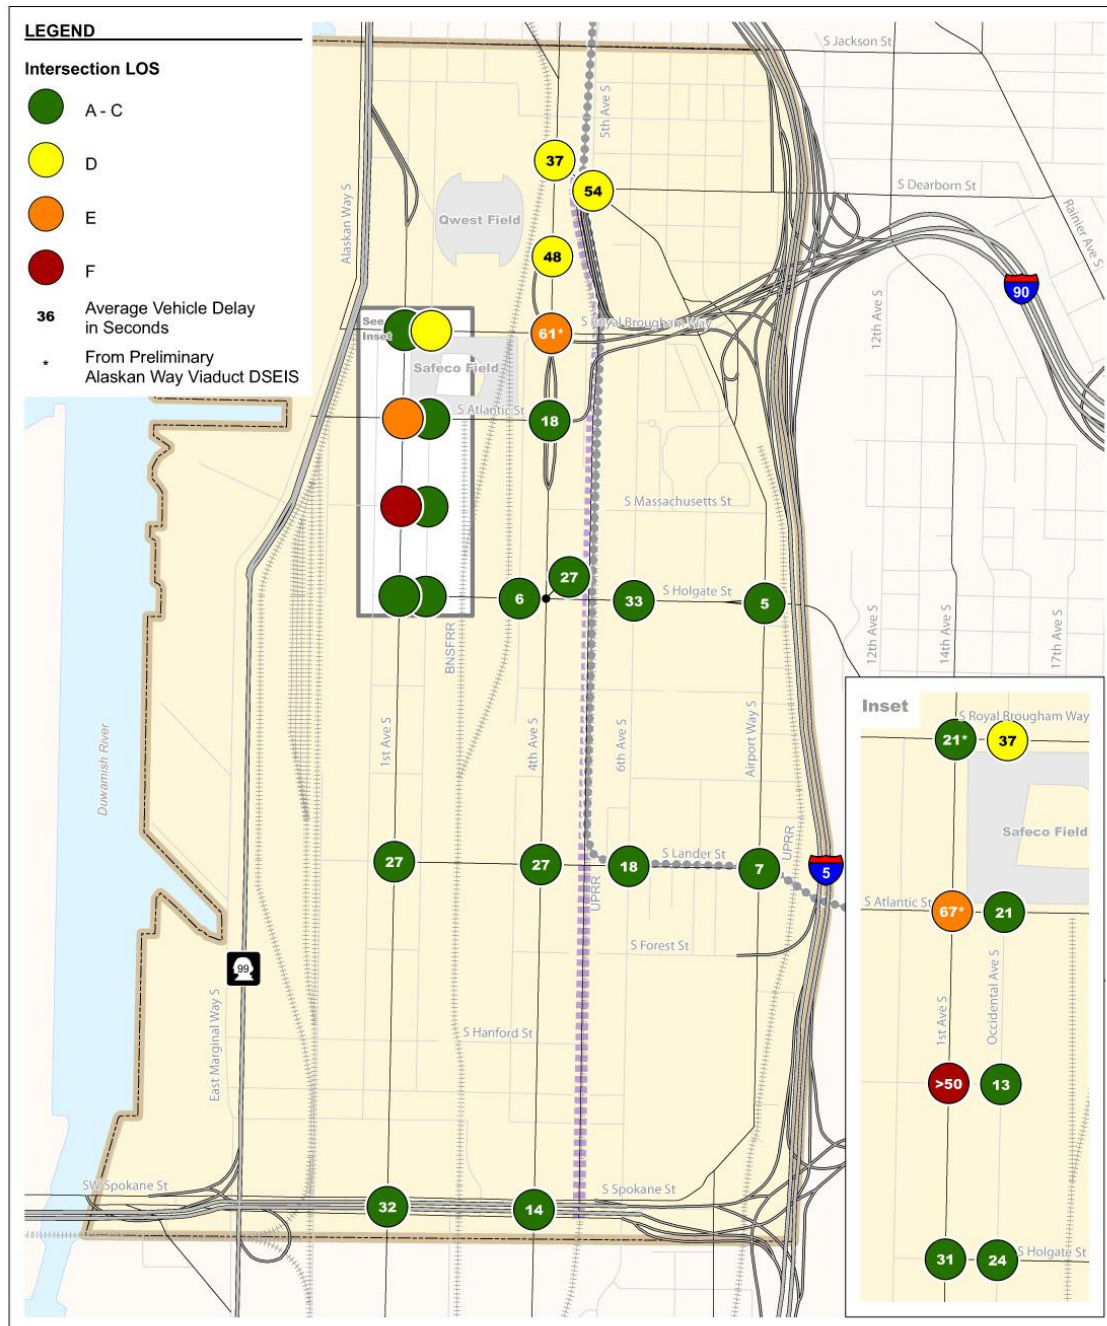 LEGEND
Intersection LOS
A - C
D
E
F
36 Average Vehicle Delay
in Seconds
* From Preliminary
Alaskan Way Viaduct DSEIS
S Jackson St
5th Ave S
37
54
S Dearborn St
Rainier Ave S
Alaskan Way S
Qwest Field
48
90
12th Ave S
See
Inset
61*
S Royal Brougham Way
Safeco Field
S Atlantic St
18
S Massachusetts St
27
6
33
S Holgate St
5
12th Ave S
14th Ave S
17th Ave S
BNSFRR
1st Ave S
4th Ave S
6th Ave S
Airport Way S
Duwamish River
27
27
18
S Lander St
7
UPRR
5
UPRR
S Forest St
99
S Hanford St
East Marginal Way S
SW Spokane St
S Spokane St
32
14
Inset
S Royal Brougham Way
21*
37
Safeco Field
S Atlantic St
67*
21
1st Ave S
Occidental Ave S
>50
13
31
24
S Holgate St